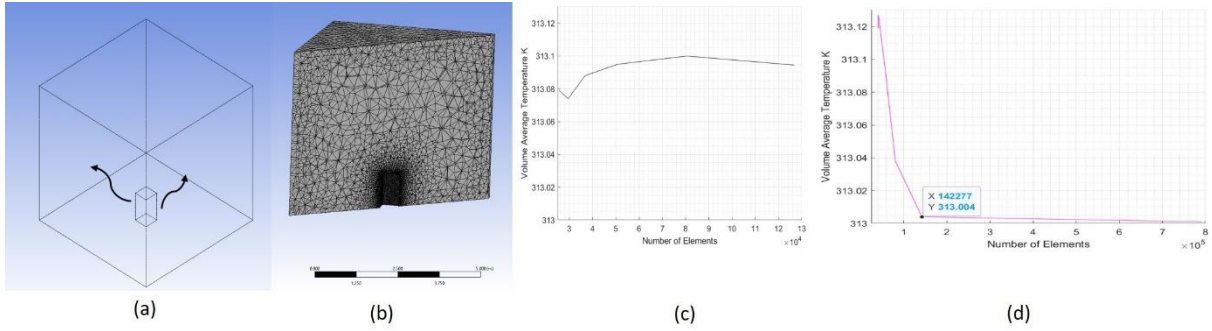 0.000
2.500
5.000(m)
1.250
3.750
(a)
(b)
Volume Average Temperature K
313.12
313.1
313.08
313.06
313.04
313.02
313
3 4 5 6 7 8 9 10 11 12 13
Number of Elements
×10⁴
(c)
Volume Average Temperature K
313.12
313.1
313.08
313.06
313.04
313.02
313
X 142277
Y 313.004
1 2 3 4 5 6 7 8
Number of Elements
×10⁵
(d)